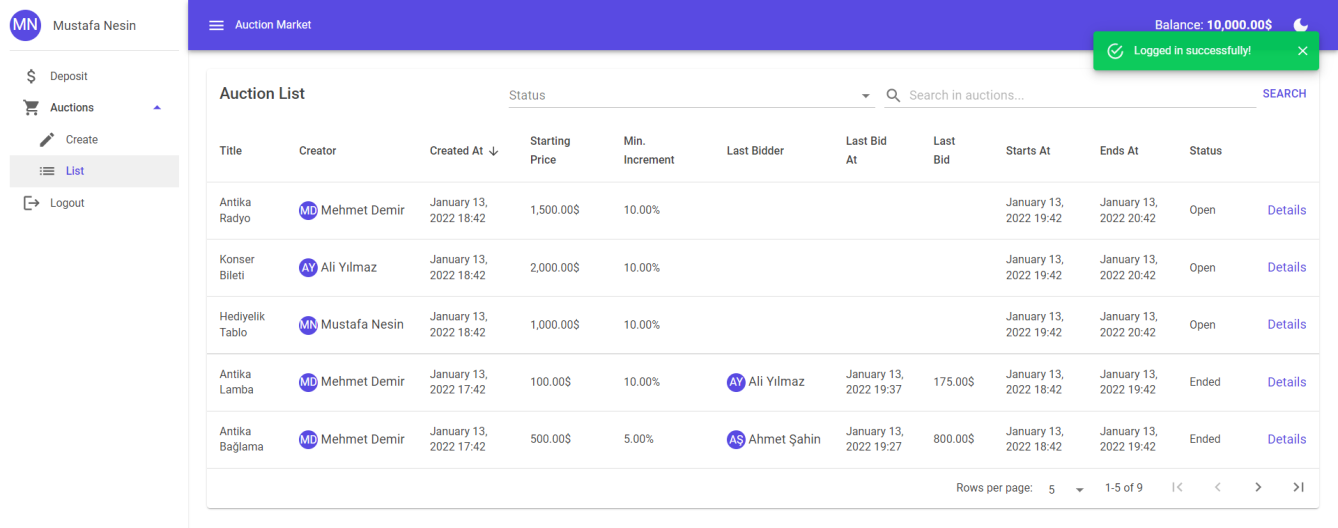 MN Mustafa Nesin
Deposit
Auctions
Create
List
Logout
Auction Market
Balance: 10,000.00$
Logged in successfully!
Auction List
Status
Search in auctions...
SEARCH
Title Creator Created At Starting Price Min. Increment Last Bidder Last Bid At Last Bid Starts At Ends At Status
Antika Radyo MD Mehmet Demir January 13, 2022 18:42 1,500.00$ 10.00% January 13, 2022 19:42 January 13, 2022 20:42 Open Details
Konser Bileti AY Ali Yılmaz January 13, 2022 18:42 2,000.00$ 10.00% January 13, 2022 19:42 January 13, 2022 20:42 Open Details
Hediyelik Tablo MN Mustafa Nesin January 13, 2022 18:42 1,000.00$ 10.00% January 13, 2022 19:42 January 13, 2022 20:42 Open Details
Antika Lamba MD Mehmet Demir January 13, 2022 17:42 100.00$ 10.00% AY Ali Yılmaz January 13, 2022 19:37 175.00$ January 13, 2022 18:42 January 13, 2022 19:42 Ended Details
Antika Bağlama MD Mehmet Demir January 13, 2022 17:42 500.00$ 5.00% AŞ Ahmet Şahin January 13, 2022 19:27 800.00$ January 13, 2022 18:42 January 13, 2022 19:42 Ended Details
Rows per page: 5 1-5 of 9